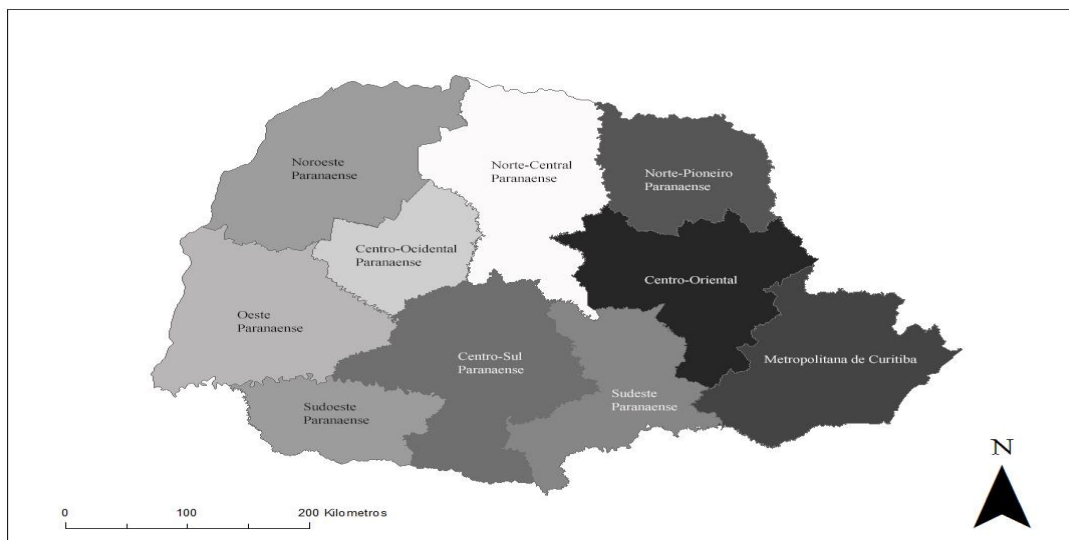 Noroeste
Paranaense
Norte-Central
Paranaense
Norte-Pioneiro
Paranaense
Centro-Ocidental
Paranaense
Centro-Oriental
Oeste
Paranaense
Centro-Sul
Paranaense
Metropolitana de Curitiba
Sudoeste
Paranaense
Sudeste
Paranaense
N
0 100 200 Kilometros